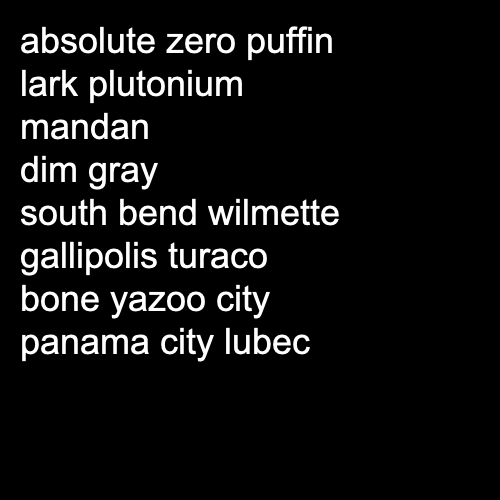 absolute zero puffin
lark plutonium
mandan
dim gray
south bend wilmette
gallipolis turaco
bone yazoo city
panama city lubec